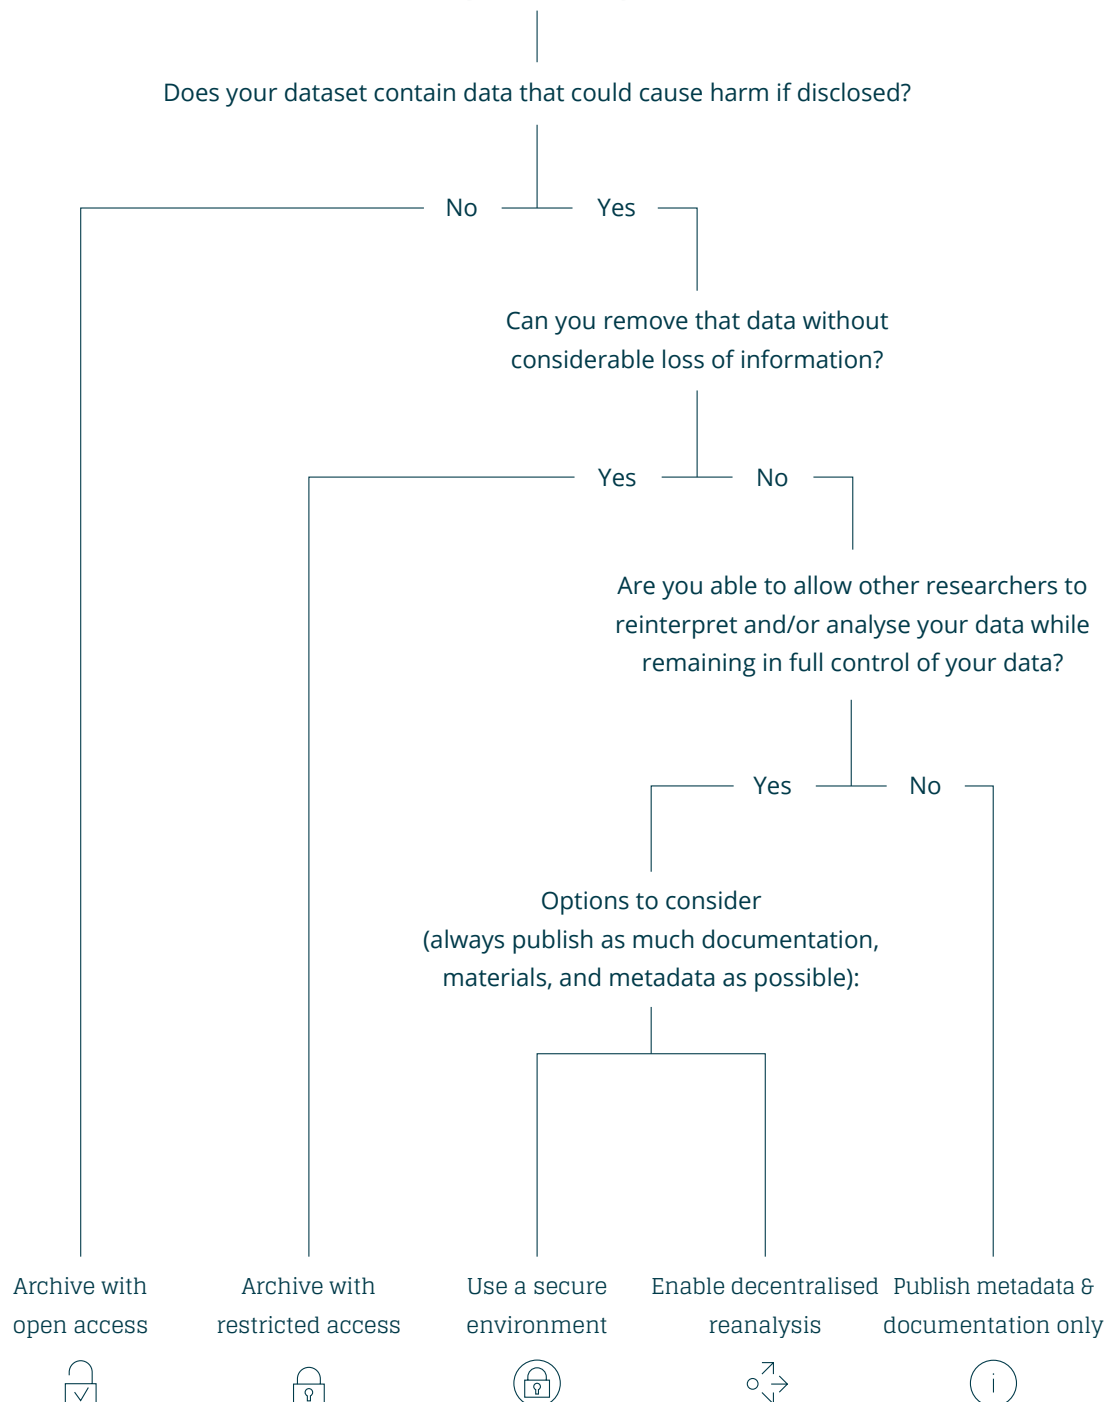 Does your dataset contain data that could cause harm if disclosed?
No
Yes
Can you remove that data without
considerable loss of information?
Yes
No
Are you able to allow other researchers to
reinterpret and/or analyse your data while
remaining in full control of your data?
Yes
No
Options to consider
(always publish as much documentation,
materials, and metadata as possible):
Archive with
open access
Archive with
restricted access
Use a secure
environment
Enable decentralised
reanalysis
Publish metadata &
documentation only
i